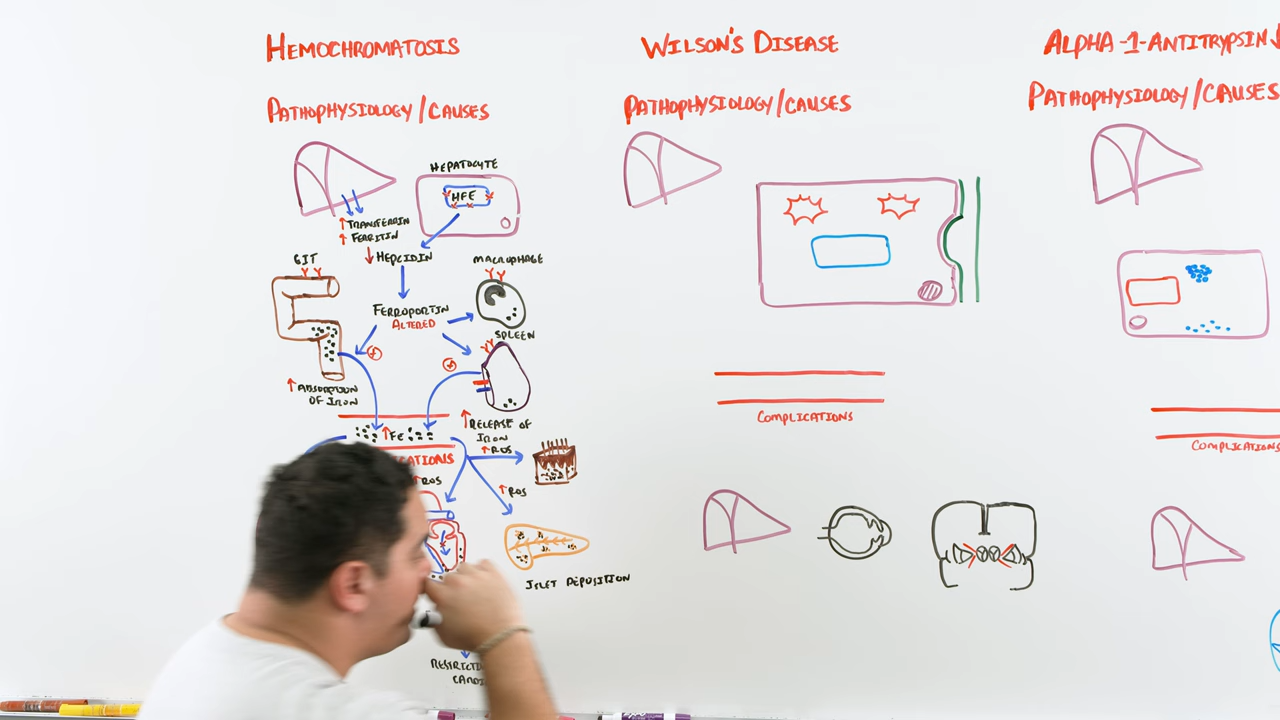 HEMOCHROMATOSIS
PATHOPHYSIOLOGY/CAUSES
HEPATOCYTE
HFE
↑ TRANSFERRIN
↑ FERRITIN
↓ HEPCIDIN
GIT
MACROPHAGE
FERROPORTIN
ALTERED
SPLEEN
+
+
↑ ABSORPTION
OF IRON
↑ RELEASE OF
IRON
↑ Fe
↑ ROS
↑ ROS
↑ ROS
ISLET DEPOSITION
WILSON'S DISEASE
PATHOPHYSIOLOGY/CAUSES
COMPLICATIONS
ALPHA-1-ANTITRYPSIN ↓
PATHOPHYSIOLOGY/CAUSES
COMPLICATIONS